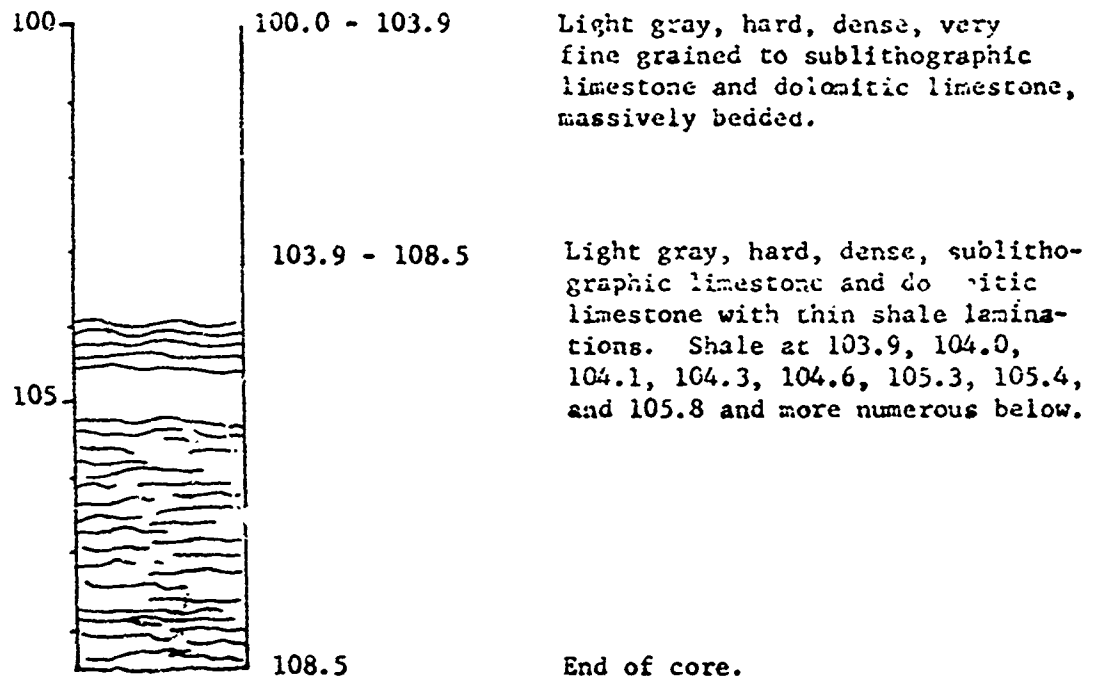 100
100.0 - 103.9
Light gray, hard, dense, very
fine grained to sublithographic
limestone and dolomitic limestone,
massively bedded.
103.9 - 108.5
Light gray, hard, dense, sublitho-
graphic limestone and do itic
limestone with thin shale lamina-
tions. Shale at 103.9, 104.0,
104.1, 104.3, 104.6, 105.3, 105.4,
105
and 105.8 and more numerous below.
108.5
End of core.